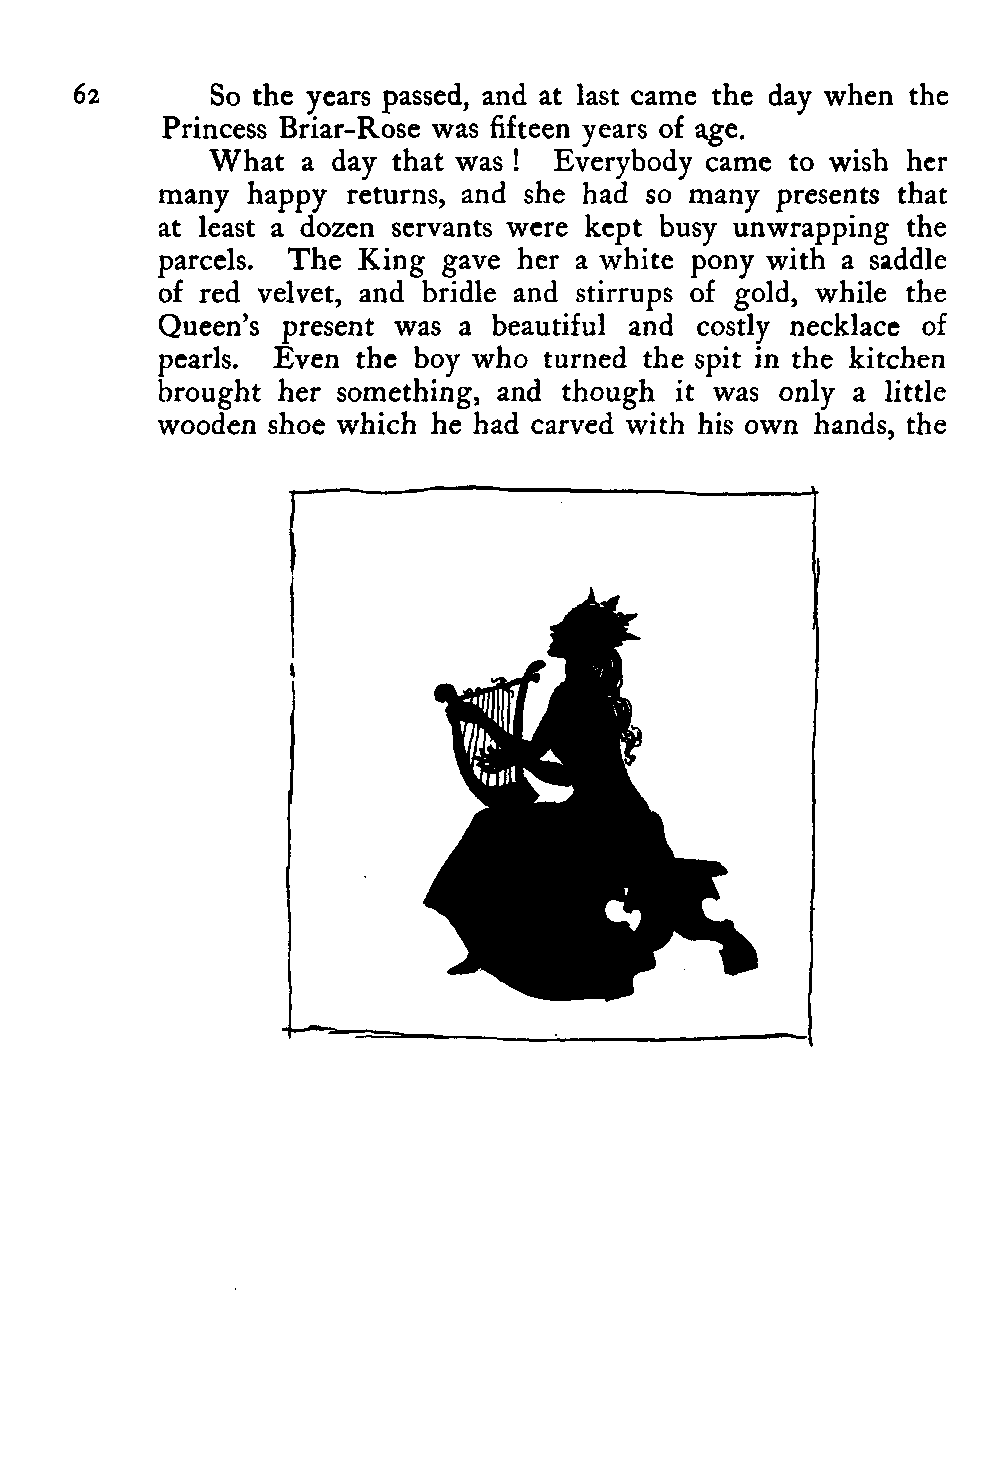 62 So the years passed, and at last came the day when the
Princess Briar-Rose was fifteen years of age.
What a day that was ! Everybody came to wish her
many happy returns, and she had so many presents that
at least a dozen servants were kept busy unwrapping the
parcels. The King gave her a white pony with a saddle
of red velvet, and bridle and stirrups of gold, while the
Queen’s present was a beautiful and costly necklace of
pearls. Even the boy who turned the spit in the kitchen
brought her something, and though it was only a little
wooden shoe which he had carved with his own hands, the